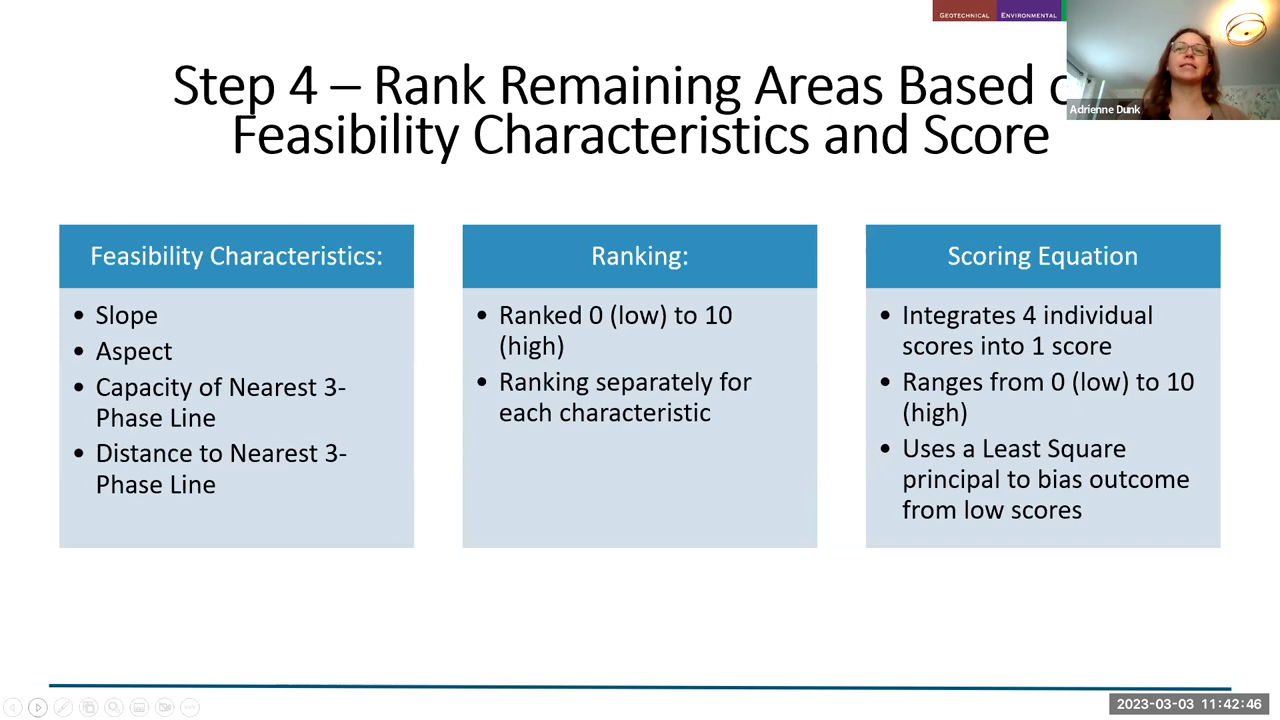 GEOTECHNICAL ENVIRONMENTAL
Adrienne Dunk
Step 4 – Rank Remaining Areas Based
Feasibility Characteristics and Score
Feasibility Characteristics:
• Slope
• Aspect
• Capacity of Nearest 3-
Phase Line
• Distance to Nearest 3-
Phase Line
Ranking:
• Ranked 0 (low) to 10
(high)
• Ranking separately for
each characteristic
Scoring Equation
• Integrates 4 individual
scores into 1 score
• Ranges from 0 (low) to 10
(high)
• Uses a Least Square
principal to bias outcome
from low scores
2023-03-03 11:42:46